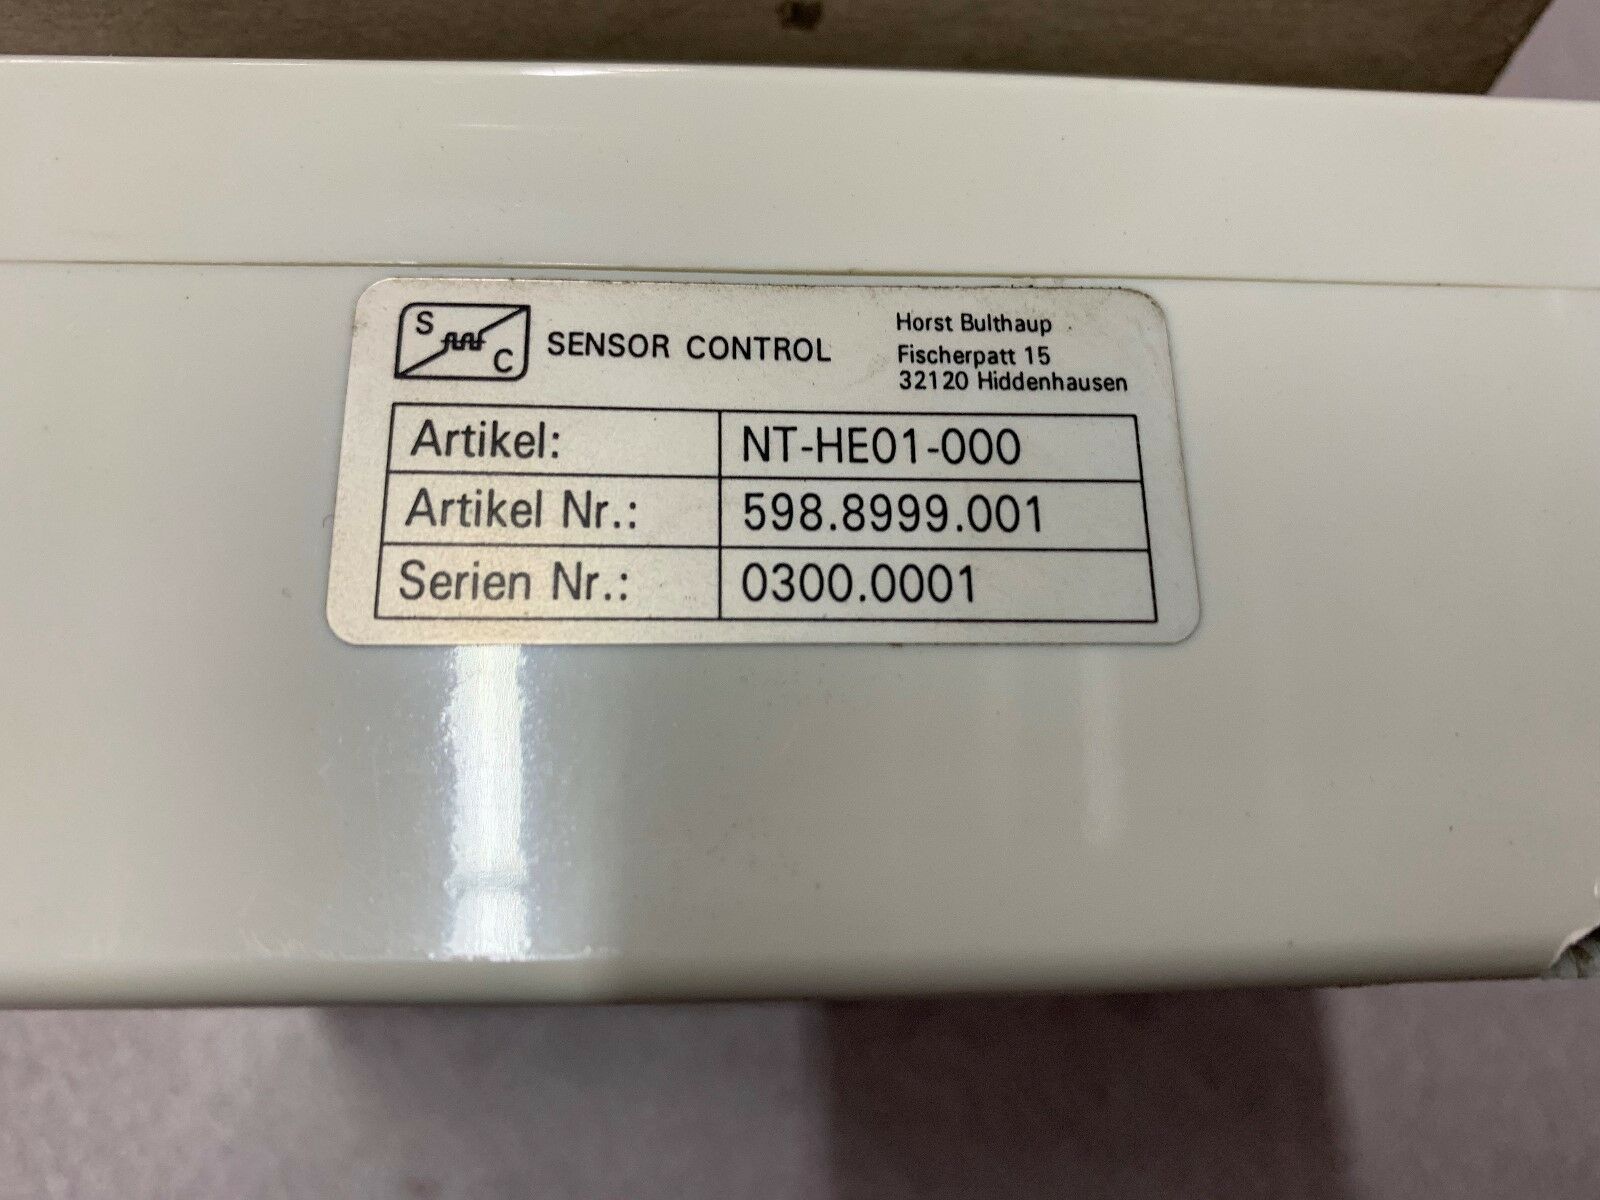 S
C
SENSOR CONTROL
Horst Bulthaup
Fischerpatt 15
32120 Hiddenhausen
Artikel: NT-HE01-000
Artikel Nr.: 598.8999.001
Serien Nr.: 0300.0001